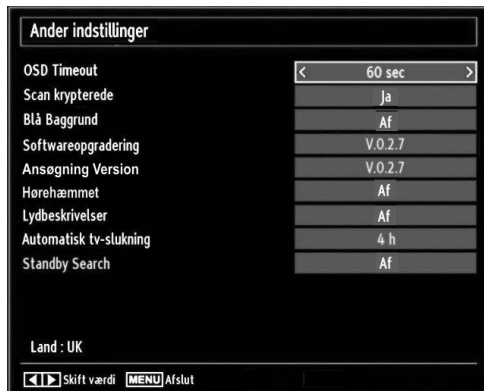 Ander indstillinger
OSD Timeout < 60 sec >
Scan krypterede Ja
Blå Baggrund Af
Softwareopgradering V.0.2.7
Ansøgning Version V.0.2.7
Hørehæmmet Af
Lydbeskrivelser Af
Automatisk tv-slukning 4 h
Standby Search Af
Land : UK
Skift værdi MENU Afslut